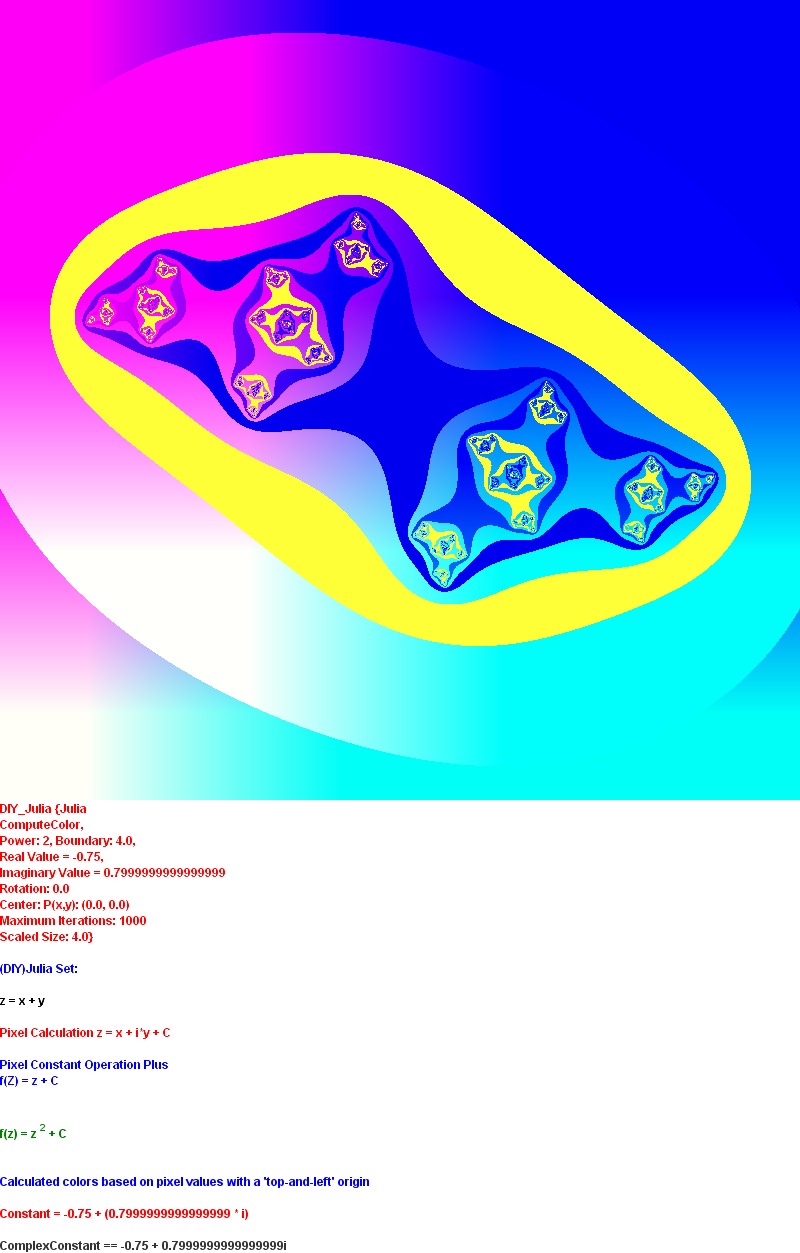 DIY_Julia {Julia
ComputeColor,
Power: 2, Boundary: 4.0,
Real Value = -0.75,
Imaginary Value = 0.7999999999999999
Rotation: 0.0
Center: P(x,y): (0.0, 0.0)
Maximum Iterations: 1000
Scaled Size: 4.0}
(DIY)Julia Set:
z = x + y
Pixel Calculation z = x + i*y + C
Pixel Constant Operation Plus
f(Z) = z + C
f(z) = z 2 + C
Calculated colors based on pixel values with a 'top-and-left' origin
Constant = -0.75 + (0.7999999999999999 * i)
ComplexConstant == -0.75 + 0.7999999999999999i